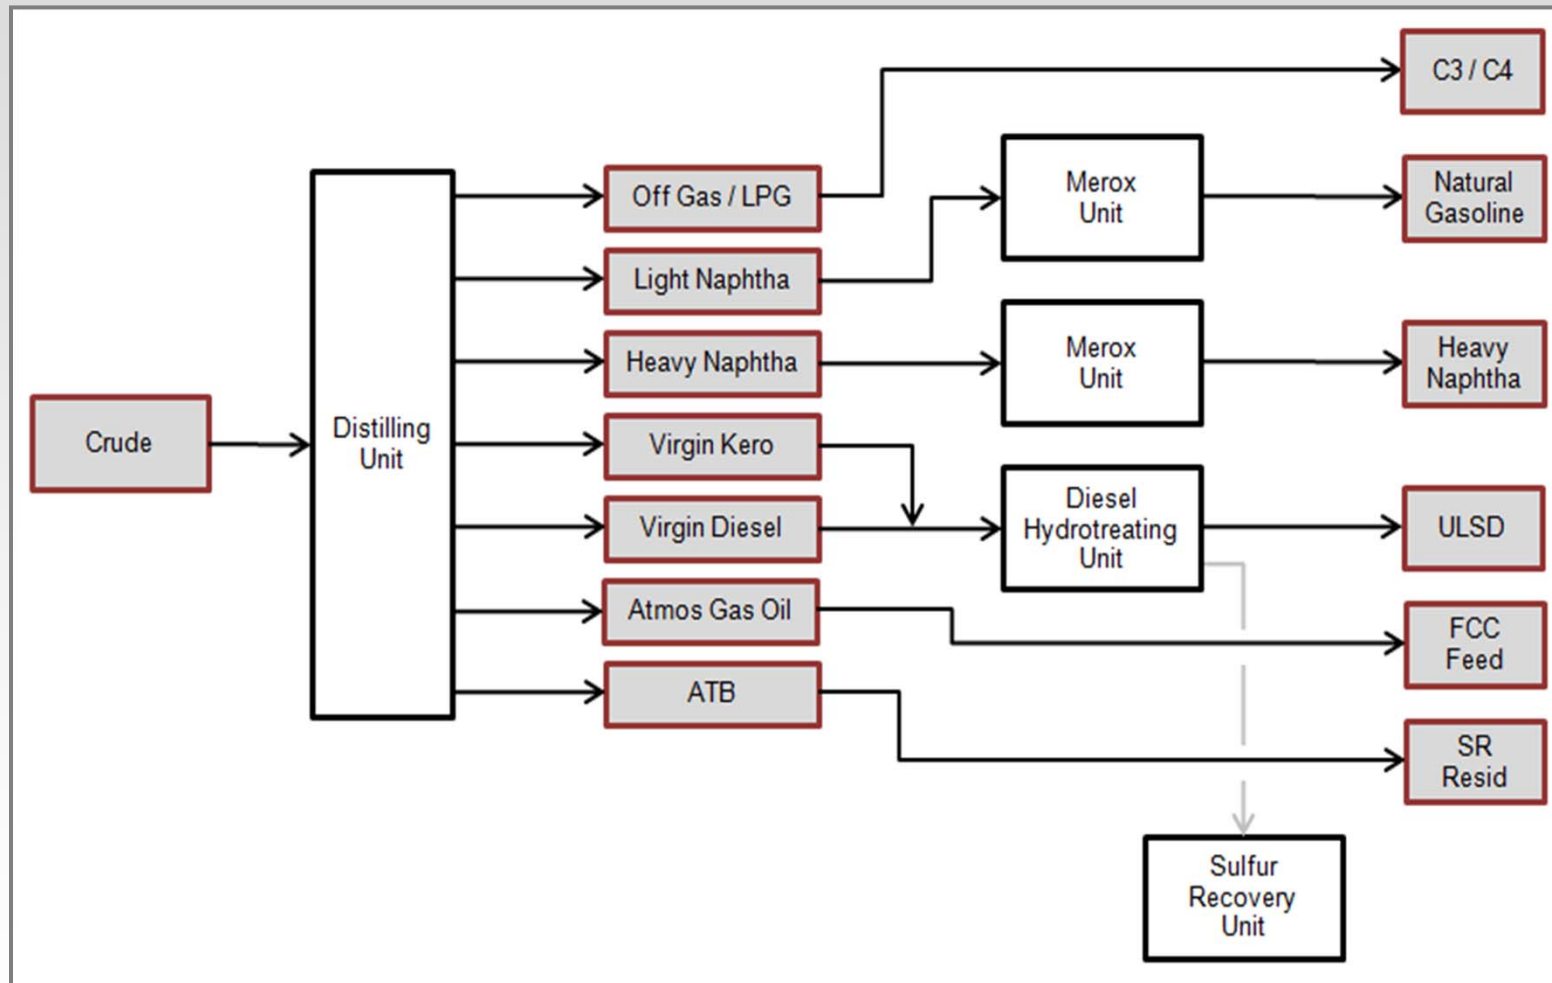 Crude
Distilling
Unit
Off Gas / LPG
Light Naphtha
Heavy Naphtha
Virgin Kero
Virgin Diesel
Atmos Gas Oil
ATB
Merox
Unit
Merox
Unit
Diesel
Hydrotreating
Unit
Sulfur
Recovery
Unit
C3 / C4
Natural
Gasoline
Heavy
Naphtha
ULSD
FCC
Feed
SR
Resid